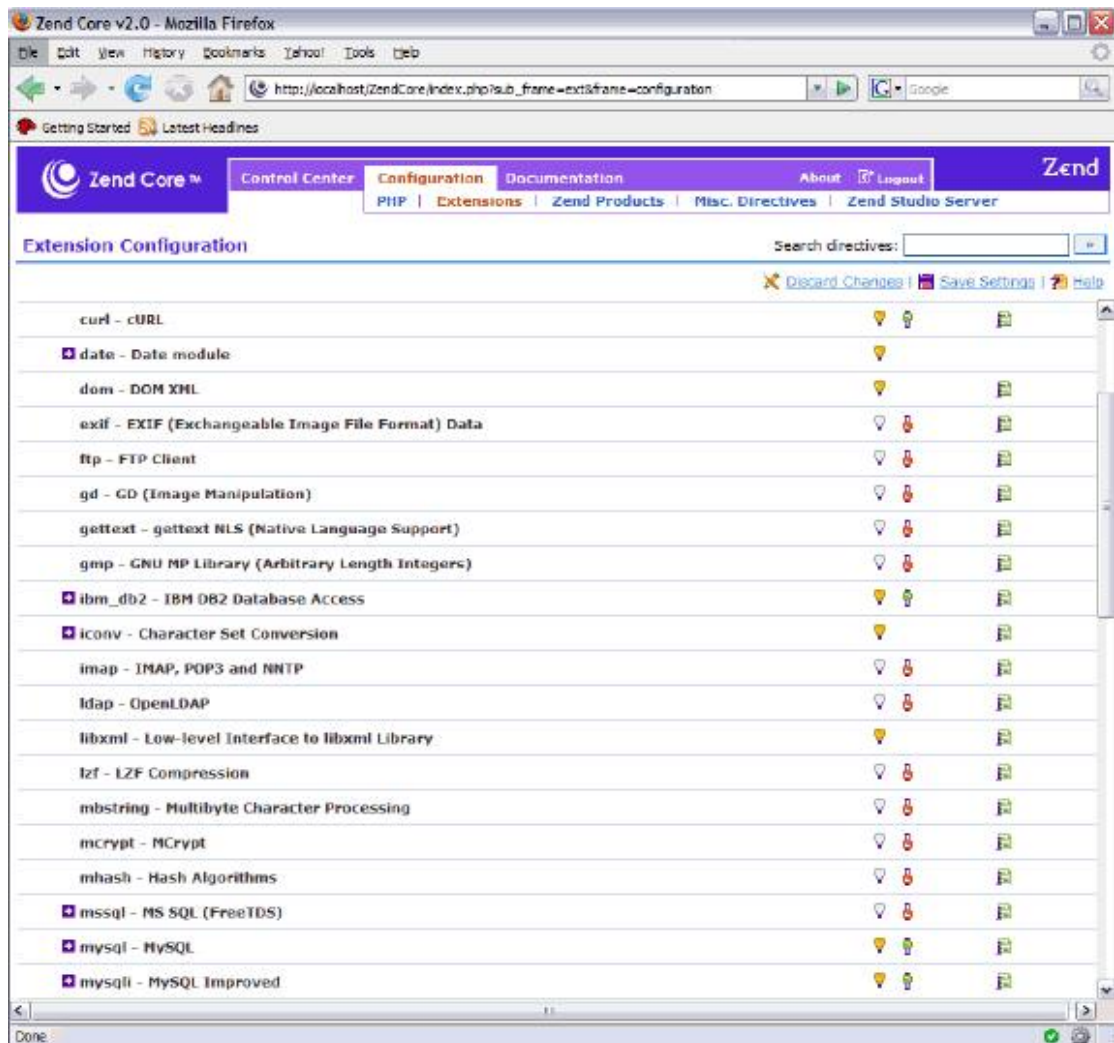 Zend Core v2.0 - Mozilla Firefox
File Edit View History Bookmarks Yahoo! Tools Help
http://localhost/ZendCore/index.php?sub_frame=ext&frame=configuration
Google
Getting Started Latest Headlines
Zend Core ™ Control Center Configuration Documentation About Logout Zend
PHP | Extensions | Zend Products | Misc. Directives | Zend Studio Server
Extension Configuration Search directives:
Discard Changes | Save Settings | Help
curl - cURL
date - Date module
dom - DOM XML
exif - EXIF (Exchangeable Image File Format) Data
ftp - FTP Client
gd - GD (Image Manipulation)
gettext - gettext NLS (Native Language Support)
gmp - GNU MP Library (Arbitrary Length Integers)
ibm_db2 - IBM DB2 Database Access
iconv - Character Set Conversion
imap - IMAP, POP3 and NNTP
ldap - OpenLDAP
libxml - Low-level Interface to libxml Library
lzf - LZF Compression
mbstring - Multibyte Character Processing
mcrypt - MCrypt
mhash - Hash Algorithms
mssql - MS SQL (FreeTDS)
mysql - MySQL
mysqli - MySQL Improved
Done